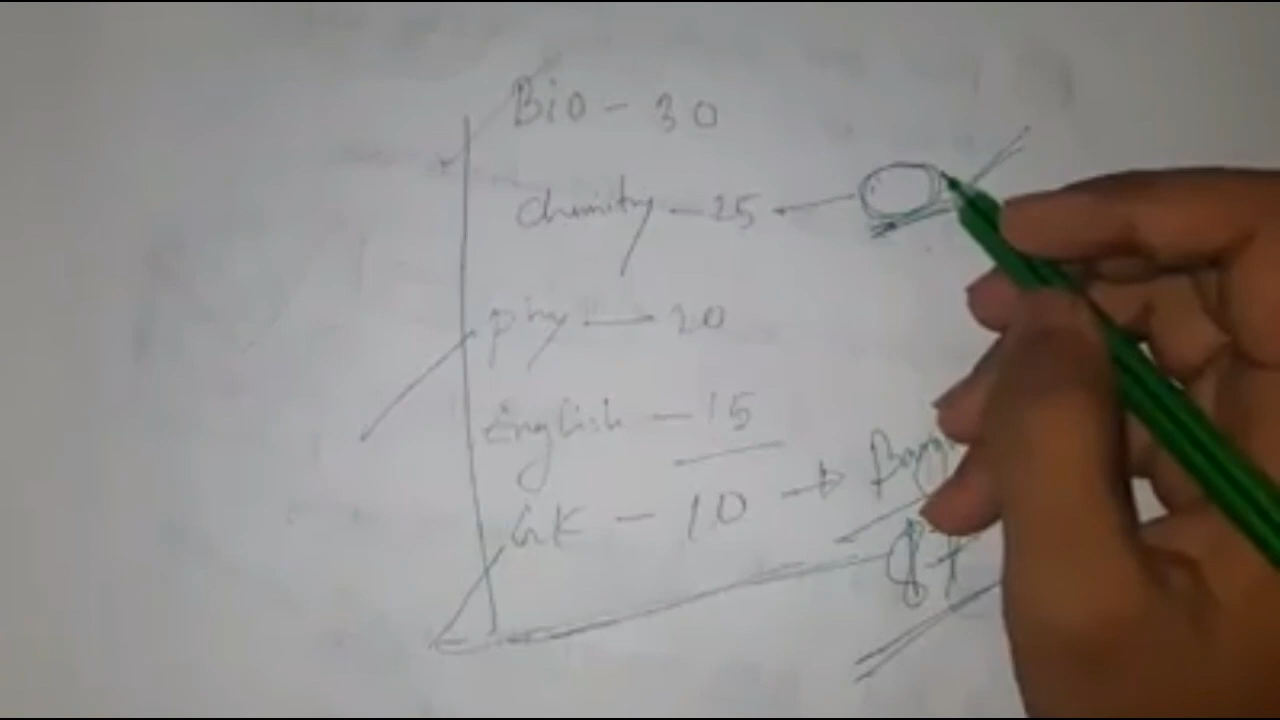 Bio - 30
chemistry - 25
phy - 20
English - 15
GK - 10 →